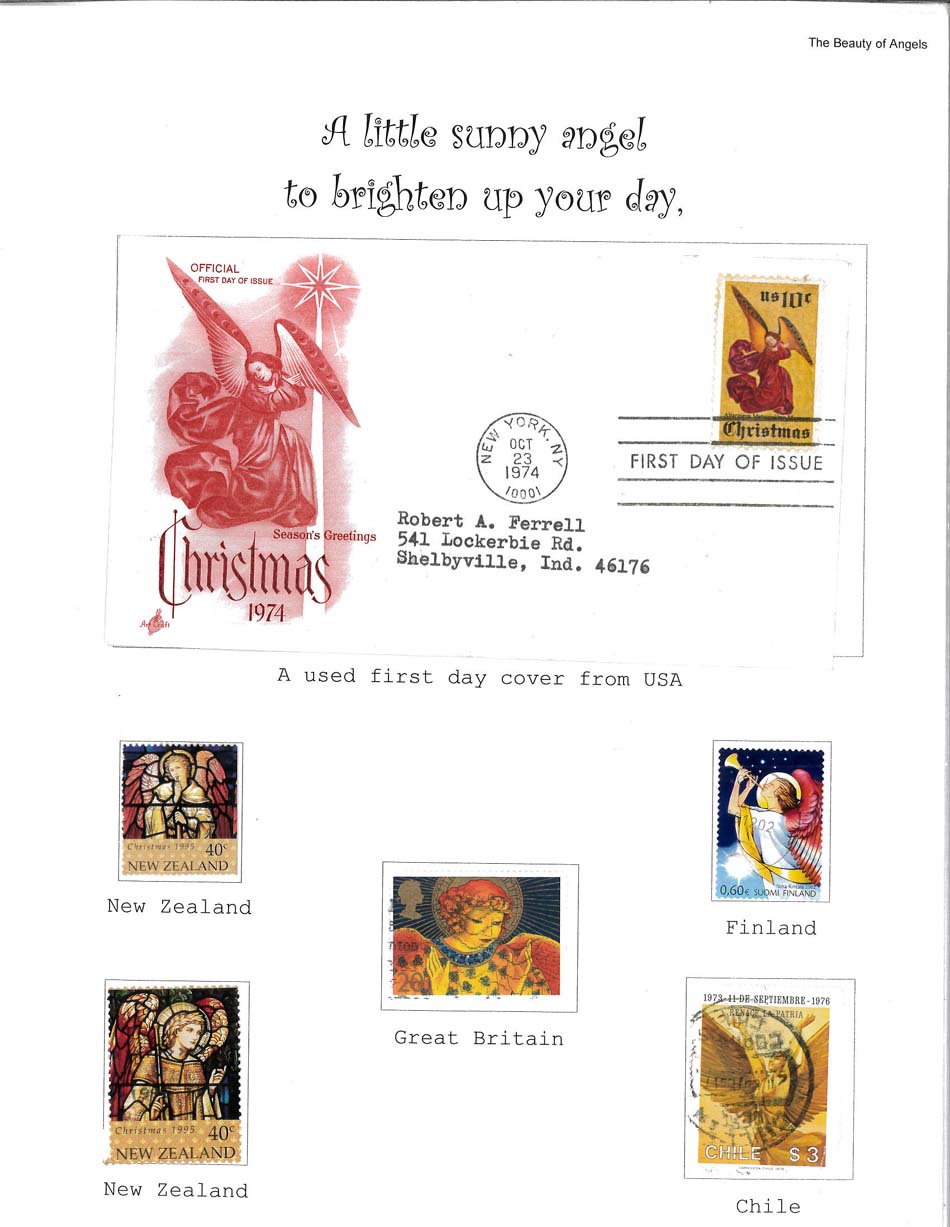 The Beauty of Angels
A little sunny angel
to brighten up your day,
OFFICIAL
FIRST DAY OF ISSUE
Season's Greetings
Christmas
1974
Art Craft
NEW YORK, NY
OCT
23
1974
10001
US 10c
Christmas
FIRST DAY OF ISSUE
Robert A. Ferrell
541 Lockerbie Rd.
Shelbyville, Ind. 46176
A used first day cover from USA
Christmas 1995 40c
NEW ZEALAND
New Zealand
0,60€ SUOMI FINLAND
Finland
20
Great Britain
Christmas 1995 40c
NEW ZEALAND
New Zealand
1973-11-DE-SEPTIEMBRE-1976
RENACE LA PATRIA
CHILE $3
Chile